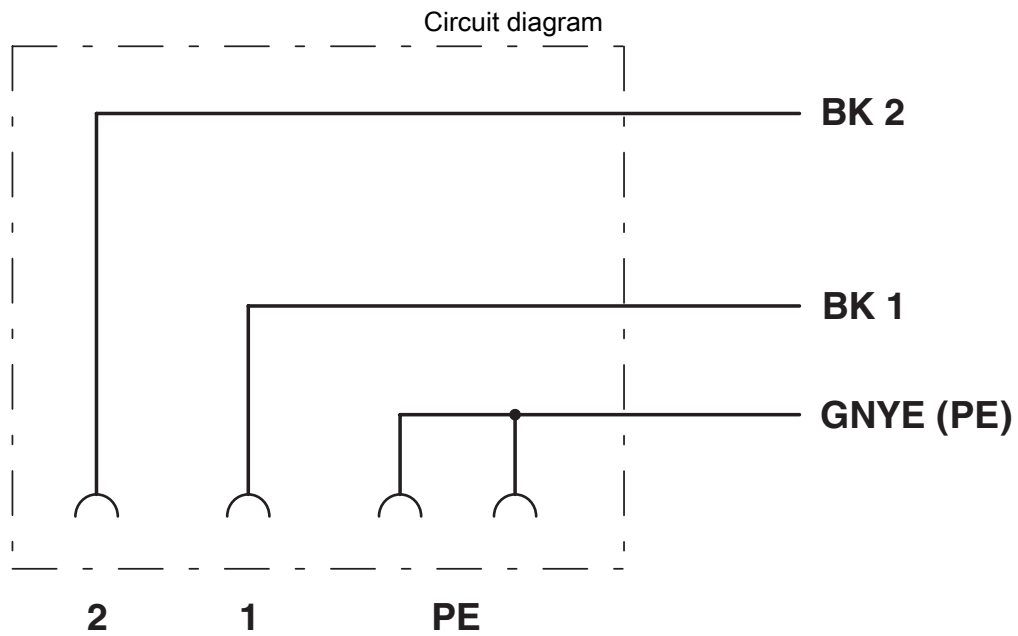 Circuit diagram
BK 2
BK 1
GNYE (PE)
2 1 PE